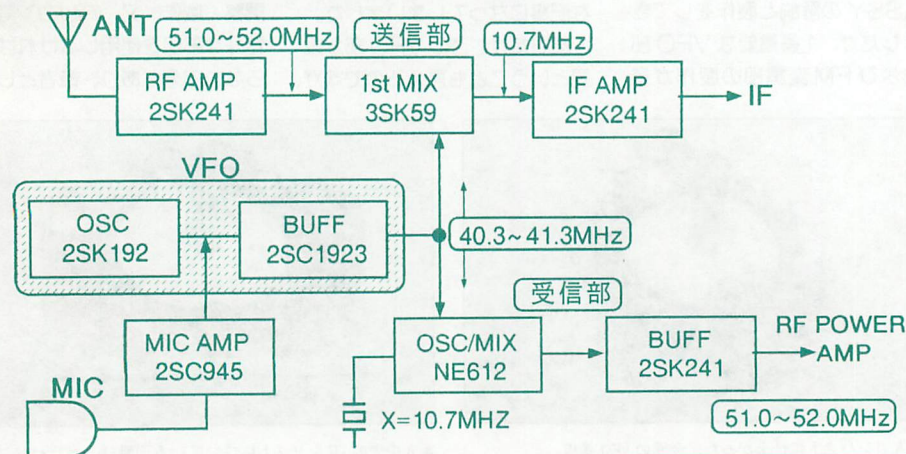 ANT
51.0~52.0MHz
送信部
10.7MHz
RF AMP
2SK241
1st MIX
3SK59
IF AMP
2SK241
IF
VFO
OSC
2SK192
BUFF
2SC1923
40.3~41.3MHz
受信部
MIC AMP
2SC945
OSC/MIX
NE612
BUFF
2SK241
RF POWER
AMP
MIC
X=10.7MHZ
51.0~52.0MHz